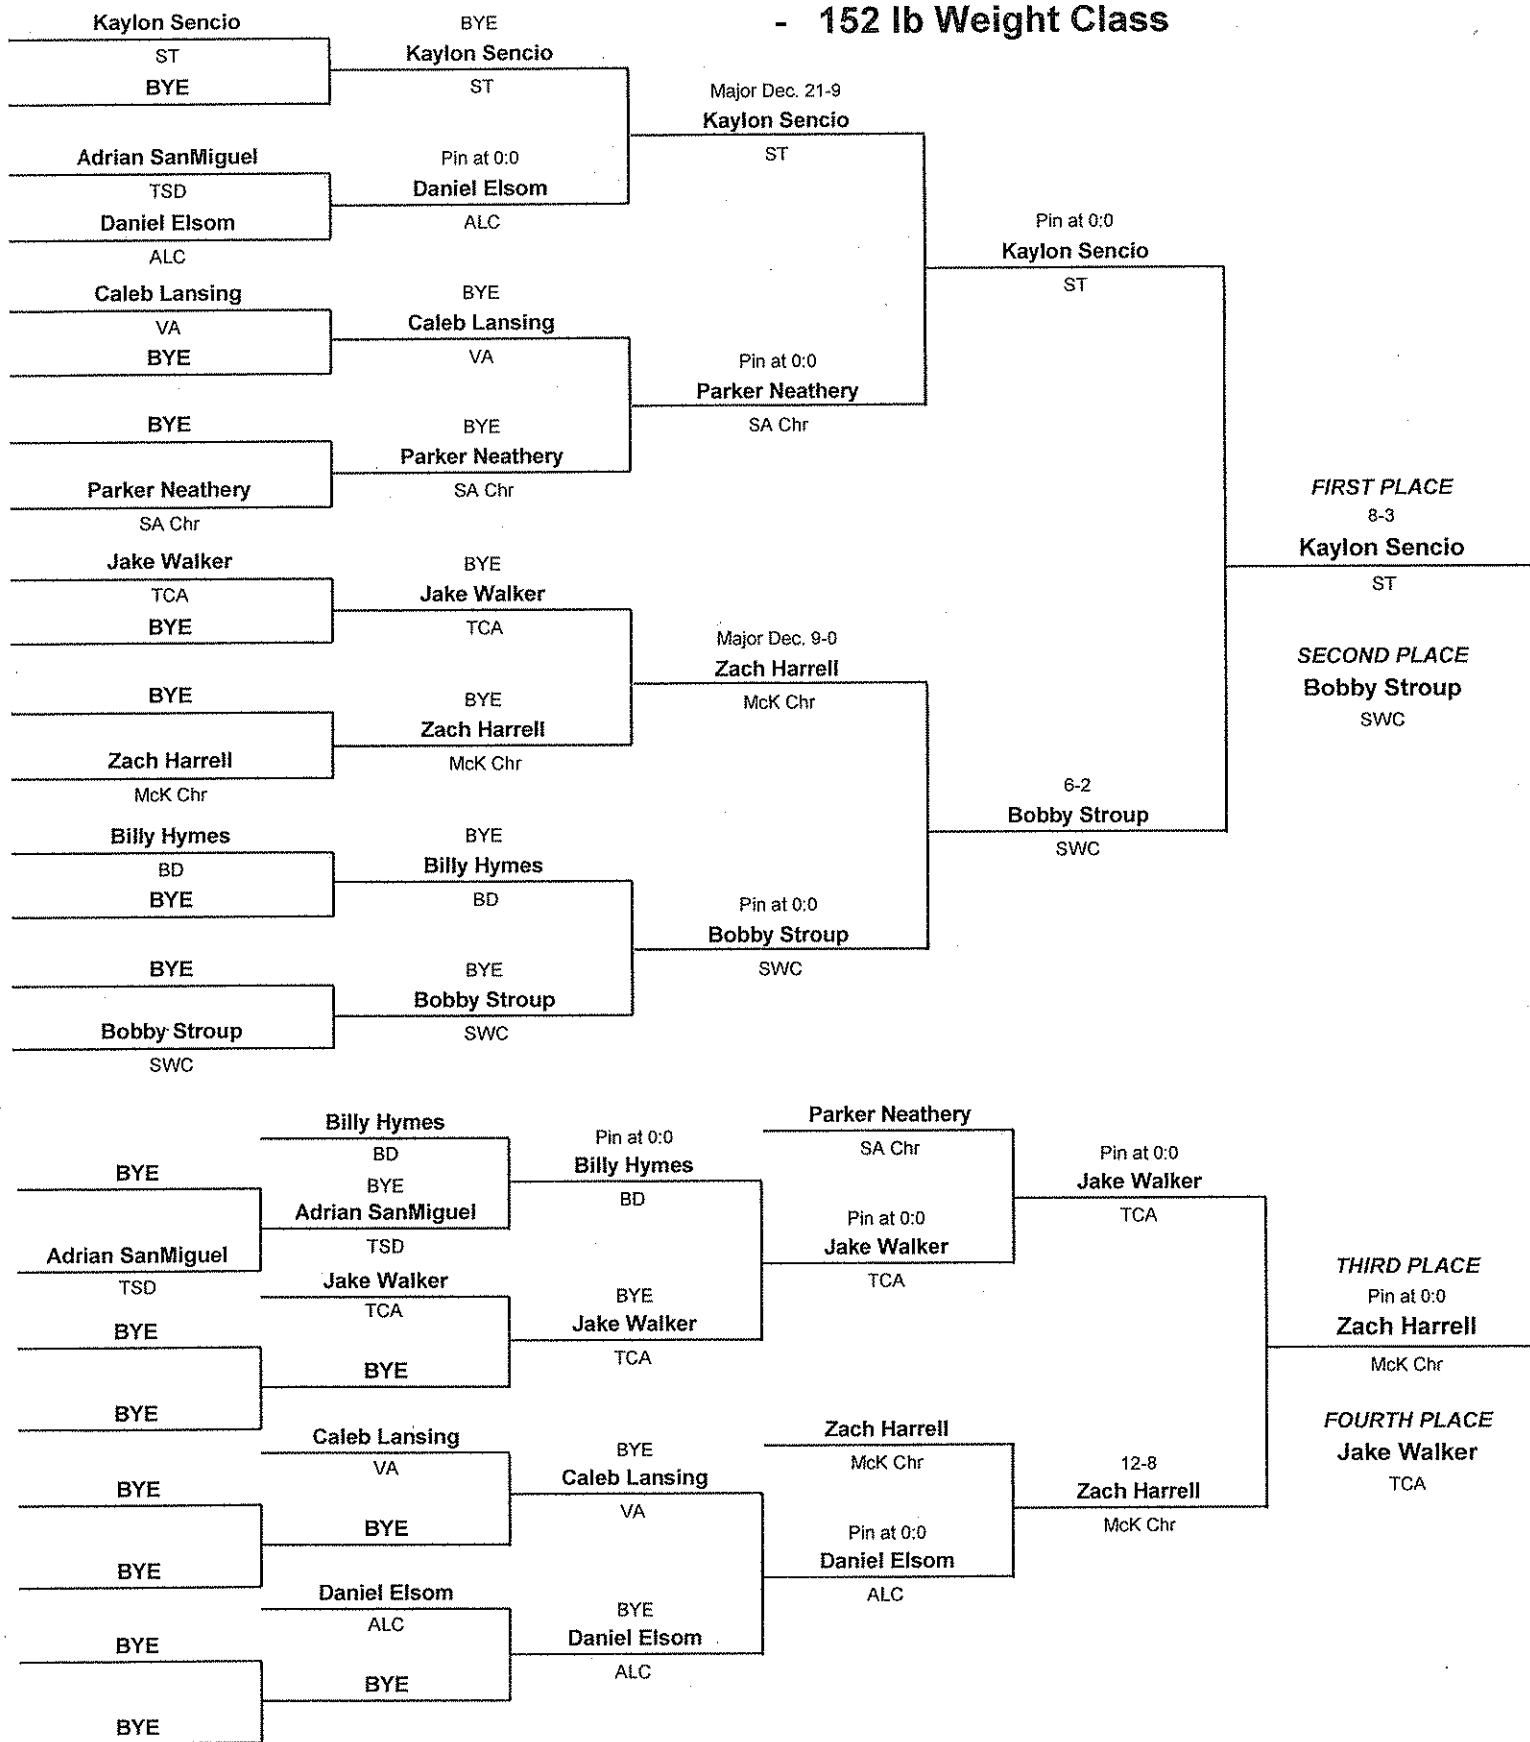 - 152 lb Weight Class
Kaylon Sencio
ST
BYE
Adrian SanMiguel
TSD
Daniel Elsom
ALC
Caleb Lansing
VA
BYE
BYE
Parker Neathery
SA Chr
Jake Walker
TCA
BYE
BYE
Zach Harrell
McK Chr
Billy Hymes
BD
BYE
BYE
Bobby Stroup
SWC
BYE
Kaylon Sencio
ST
Pin at 0:0
Daniel Elsom
ALC
BYE
Caleb Lansing
VA
BYE
Parker Neathery
SA Chr
BYE
Jake Walker
TCA
BYE
Zach Harrell
McK Chr
BYE
Billy Hymes
BD
BYE
Bobby Stroup
SWC
Major Dec. 21-9
Kaylon Sencio
ST
Pin at 0:0
Parker Neathery
SA Chr
Major Dec. 9-0
Zach Harrell
McK Chr
Pin at 0:0
Bobby Stroup
SWC
Pin at 0:0
Kaylon Sencio
ST
6-2
Bobby Stroup
SWC
FIRST PLACE
8-3
Kaylon Sencio
ST
SECOND PLACE
Bobby Stroup
SWC
BYE
Adrian SanMiguel
TSD
BYE
BYE
BYE
BYE
BYE
BYE
Billy Hymes
BD
BYE
Adrian SanMiguel
TSD
Jake Walker
TCA
BYE
Caleb Lansing
VA
BYE
Daniel Elsom
ALC
BYE
Pin at 0:0
Billy Hymes
BD
BYE
Jake Walker
TCA
BYE
Caleb Lansing
VA
BYE
Daniel Elsom
ALC
Parker Neathery
SA Chr
Pin at 0:0
Jake Walker
TCA
Zach Harrell
McK Chr
Pin at 0:0
Daniel Elsom
ALC
Pin at 0:0
Jake Walker
TCA
12-8
Zach Harrell
McK Chr
THIRD PLACE
Pin at 0:0
Zach Harrell
McK Chr
FOURTH PLACE
Jake Walker
TCA